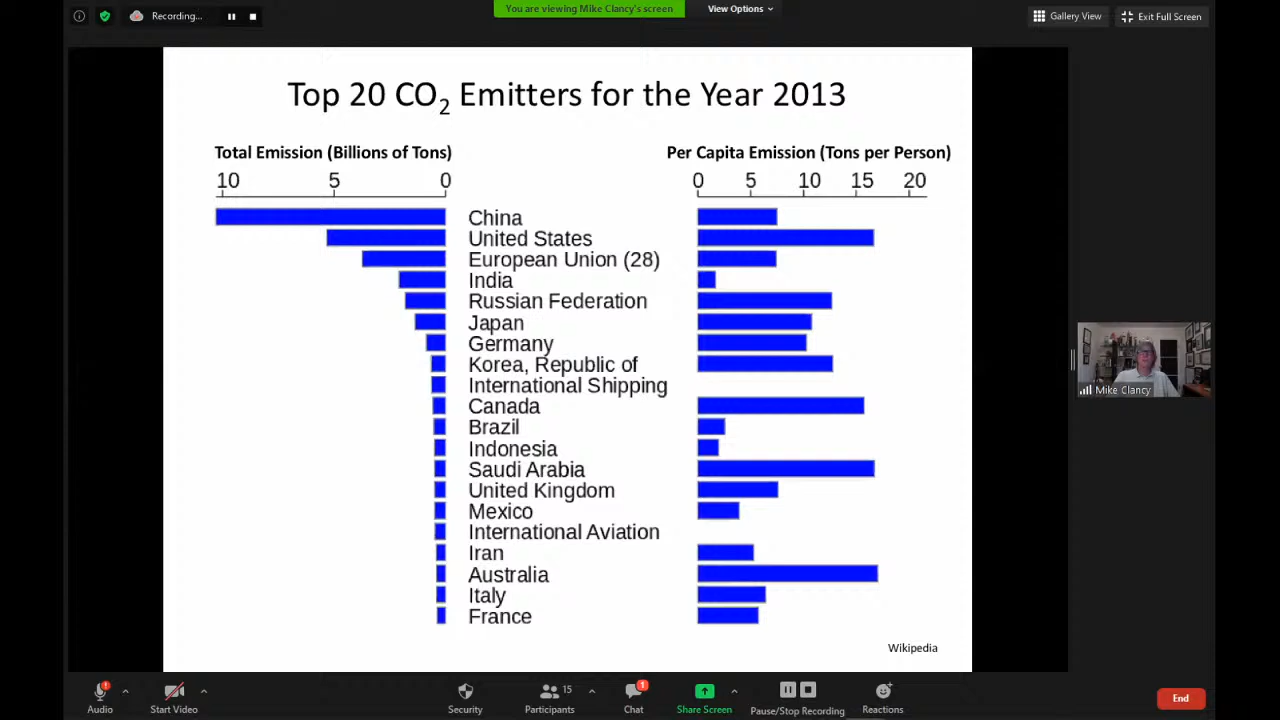 Recording...
You are viewing Mike Clancy's screen
View Options
Gallery View
Exit Full Screen
Top 20 CO2 Emitters for the Year 2013
Total Emission (Billions of Tons)
Per Capita Emission (Tons per Person)
10 5 0
0 5 10 15 20
China
United States
European Union (28)
India
Russian Federation
Japan
Germany
Korea, Republic of
International Shipping
Canada
Brazil
Indonesia
Saudi Arabia
United Kingdom
Mexico
International Aviation
Iran
Australia
Italy
France
Wikipedia
Mike Clancy
Audio
Start Video
Security
15
Participants
1
Chat
Share Screen
Pause/Stop Recording
Reactions
End